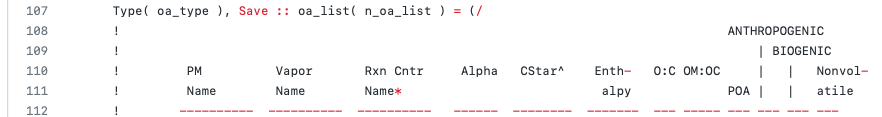 107 Type( oa_type ), Save :: oa_list( n_oa_list ) = (/
108 ! ANTHROPOGENIC
109 ! | BIOGENIC
110 ! PM Vapor Rxn Cntr Alpha CStar^ Enth- O:C OM:OC | | Nonvol-
111 ! Name Name Name* alpy POA | | atile
112 ! ---------- ---------- ----------- ------ -------- ------- --- ----- --- --- --- ---